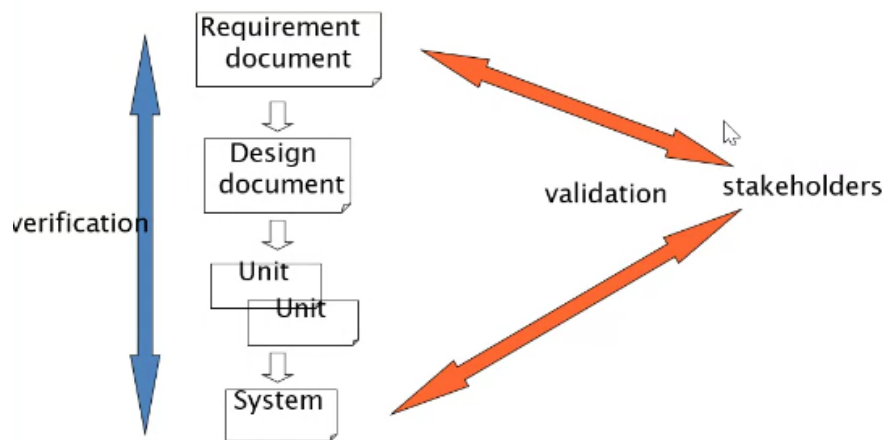 Requirement
document
Design
document
verification
validation
stakeholders
Unit
Unit
System